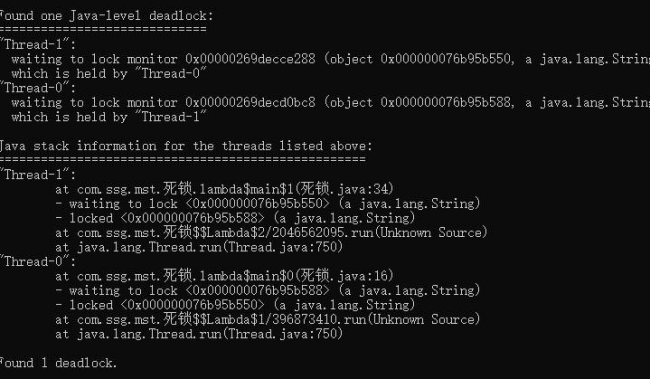 Found one Java-level deadlock:
=============================
"Thread-1":
waiting to lock monitor 0x00000269decce288 (object 0x000000076b95b550, a java.lang.String
which is held by "Thread-0"
"Thread-0":
waiting to lock monitor 0x00000269decd0bc8 (object 0x000000076b95b588, a java.lang.String
which is held by "Thread-1"
Java stack information for the threads listed above:
===================================================
"Thread-1":
at com.ssg.mst.死锁.lambda$main$1(死锁.java:34)
- waiting to lock <0x000000076b95b550> (a java.lang.String)
- locked <0x000000076b95b588> (a java.lang.String)
at com.ssg.mst.死锁$$Lambda$2/2046562095.run(Unknown Source)
at java.lang.Thread.run(Thread.java:750)
"Thread-0":
at com.ssg.mst.死锁.lambda$main$0(死锁.java:16)
- waiting to lock <0x000000076b95b588> (a java.lang.String)
- locked <0x000000076b95b550> (a java.lang.String)
at com.ssg.mst.死锁$$Lambda$1/396873410.run(Unknown Source)
at java.lang.Thread.run(Thread.java:750)
Found 1 deadlock.